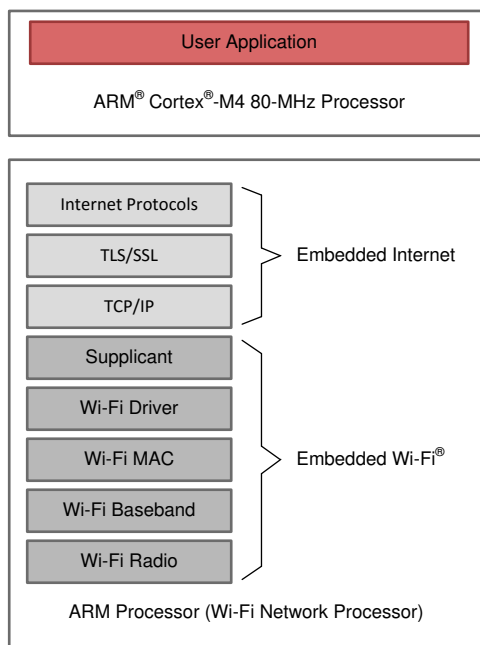 User Application
ARM® Cortex®-M4 80-MHz Processor
Internet Protocols
TLS/SSL
TCP/IP
Embedded Internet
Supplicant
Wi-Fi Driver
Wi-Fi MAC
Wi-Fi Baseband
Wi-Fi Radio
Embedded Wi-Fi®
ARM Processor (Wi-Fi Network Processor)